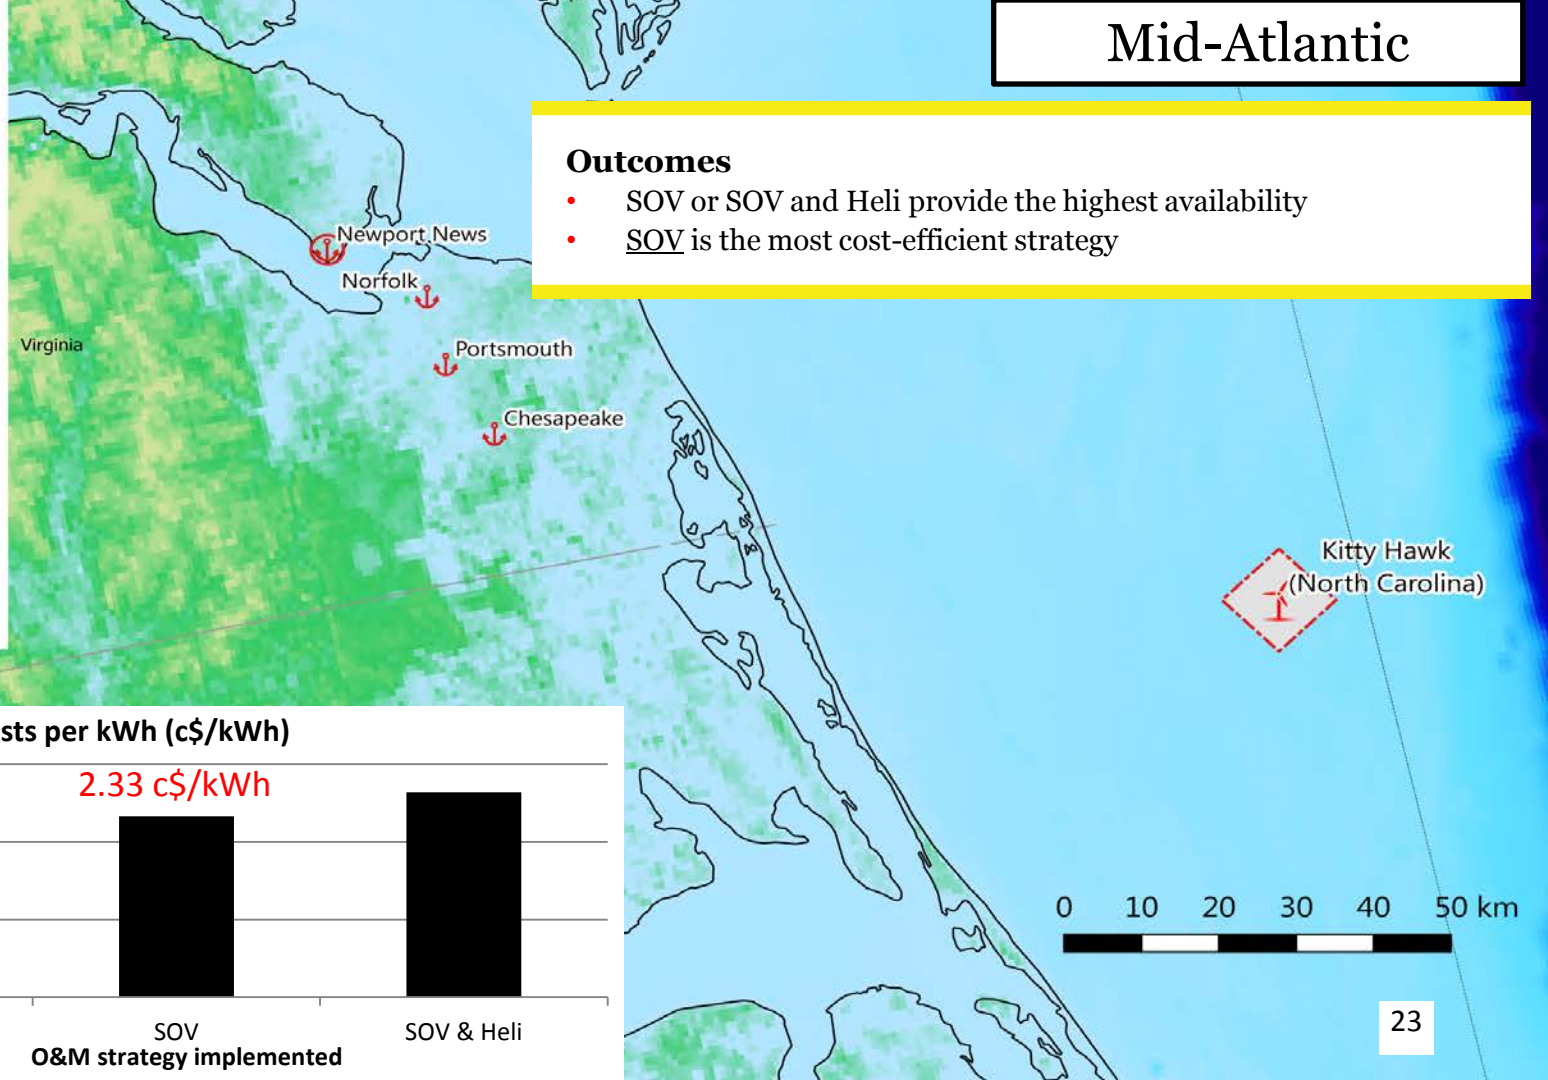 Mid-Atlantic
Outcomes
• SOV or SOV and Heli provide the highest availability
• SOV is the most cost-efficient strategy
Newport News
Norfolk
Portsmouth
Chesapeake
Virginia
Kitty Hawk
(North Carolina)
sts per kWh (c$/kWh)
2.33 c$/kWh
SOV
SOV & Heli
O&M strategy implemented
0 10 20 30 40 50 km
23